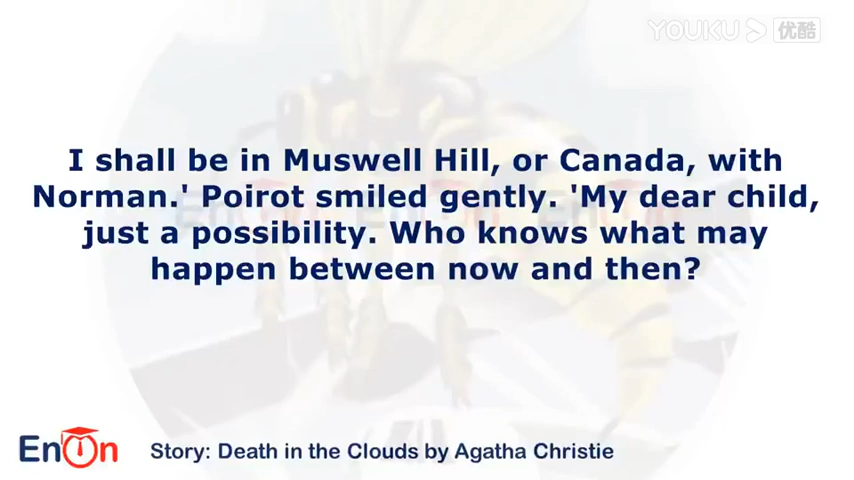 YOUKU 优酷
I shall be in Muswell Hill, or Canada, with
Norman.' Poirot smiled gently. 'My dear child,
just a possibility. Who knows what may
happen between now and then?
EnOn
Story: Death in the Clouds by Agatha Christie